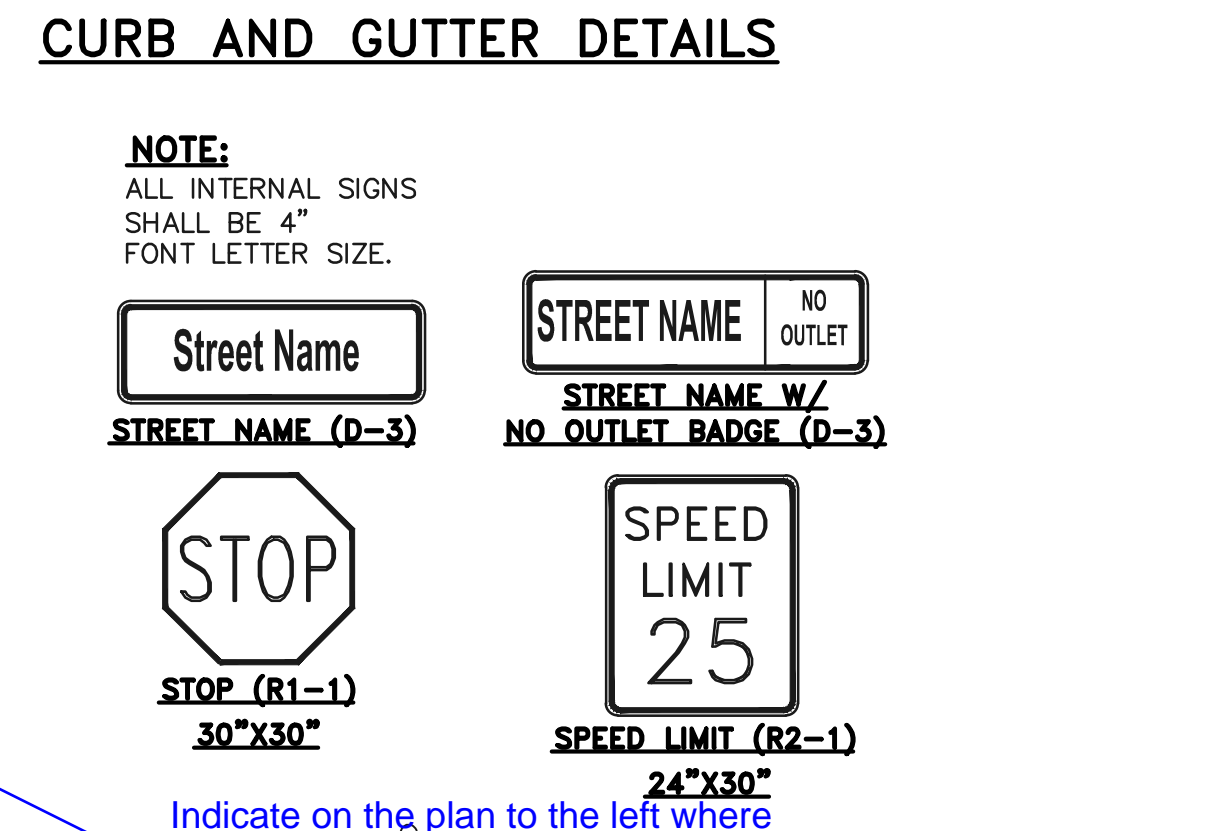 CURB AND GUTTER DETAILS
NOTE:
ALL INTERNAL SIGNS
SHALL BE 4”
FONT LETTER SIZE.
Street Name
STREET NAME (D-3)
STREET NAME
NO
OUTLET
STREET NAME W/
NO OUTLET BADGE (D-3)
STOP
STOP (R1-1)
30”X30”
SPEED
LIMIT
25
SPEED LIMIT (R2-1)
24”X30”
Indicate on the plan to the left where